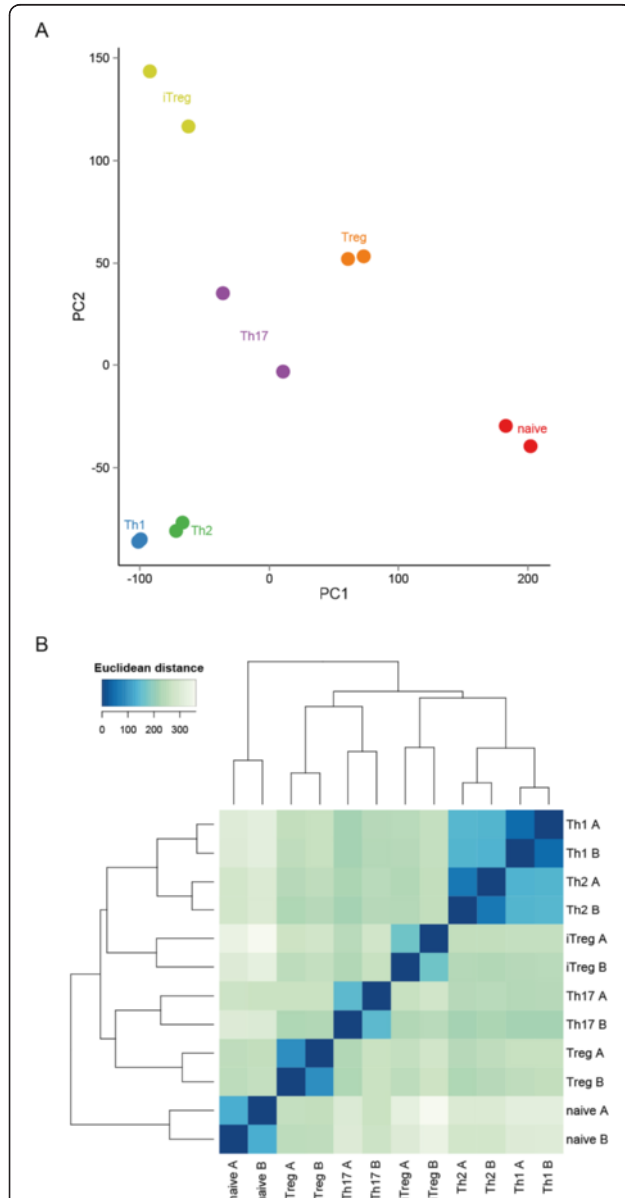 A
150
100
50
0
-50
PC2
iTreg
Treg
Th17
naive
Th1
Th2
-100
0
100
200
PC1
B
Euclidean distance
0 100 200 300
Th1 A
Th1 B
Th2 A
Th2 B
iTreg A
iTreg B
Th17 A
Th17 B
Treg A
Treg B
naive A
naive B
naive A
naive B
Treg A
Treg B
Th17 A
Th17 B
Treg A
Treg B
Th2 A
Th2 B
Th1 A
Th1 B